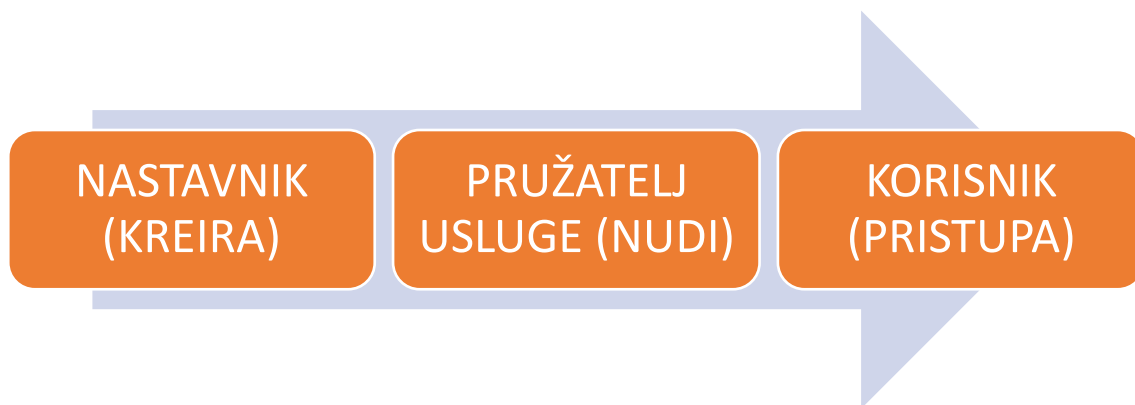 NASTAVNIK
(KREIRA)
PRUŽATELJ
USLUGE (NUDI)
KORISNIK
(PRISTUPA)